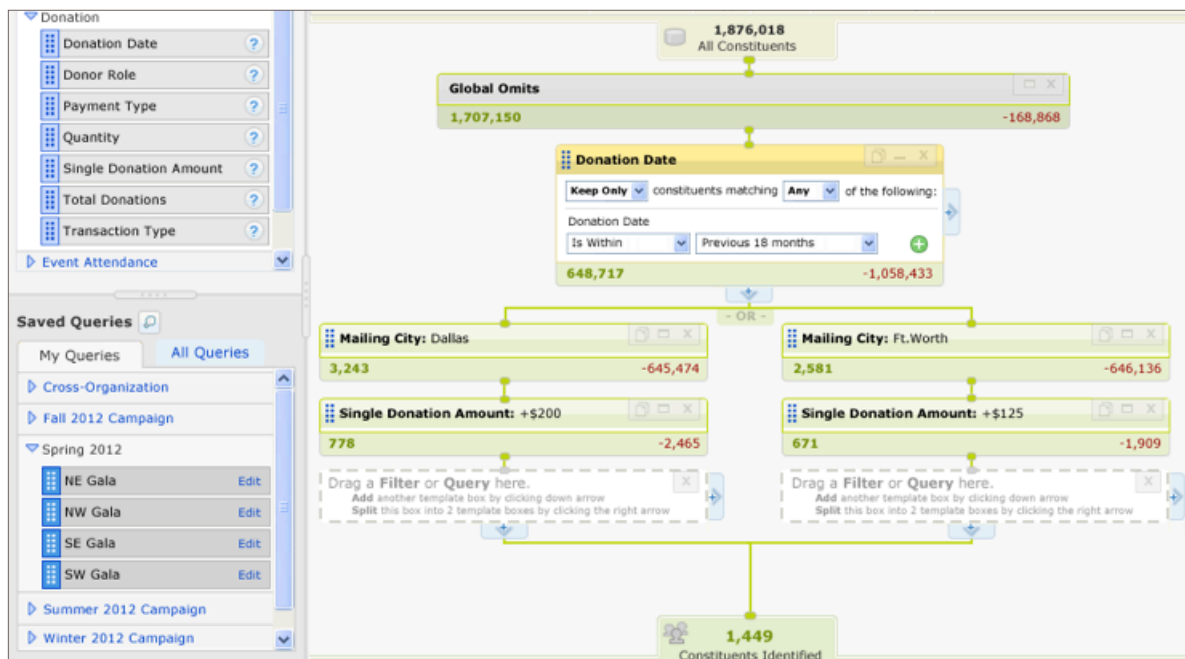 Donation
Donation Date ?
Donor Role ?
Payment Type ?
Quantity ?
Single Donation Amount ?
Total Donations ?
Transaction Type ?
Event Attendance
Saved Queries
My Queries All Queries
Cross-Organization
Fall 2012 Campaign
Spring 2012
NE Gala Edit
NW Gala Edit
SE Gala Edit
SW Gala Edit
Summer 2012 Campaign
Winter 2012 Campaign
1,876,018
All Constituents
Global Omits
1,707,150 -168,868
Donation Date
Keep Only constituents matching Any of the following:
Donation Date
Is Within Previous 18 months
648,717 -1,058,433
- OR -
Mailing City: Dallas
3,243 -645,474
Single Donation Amount: +$200
778 -2,465
Drag a Filter or Query here.
Add another template box by clicking down arrow
Split this box into 2 template boxes by clicking the right arrow
Mailing City: Ft.Worth
2,581 -646,136
Single Donation Amount: +$125
671 -1,909
Drag a Filter or Query here.
Add another template box by clicking down arrow
Split this box into 2 template boxes by clicking the right arrow
1,449
Constituents Identified